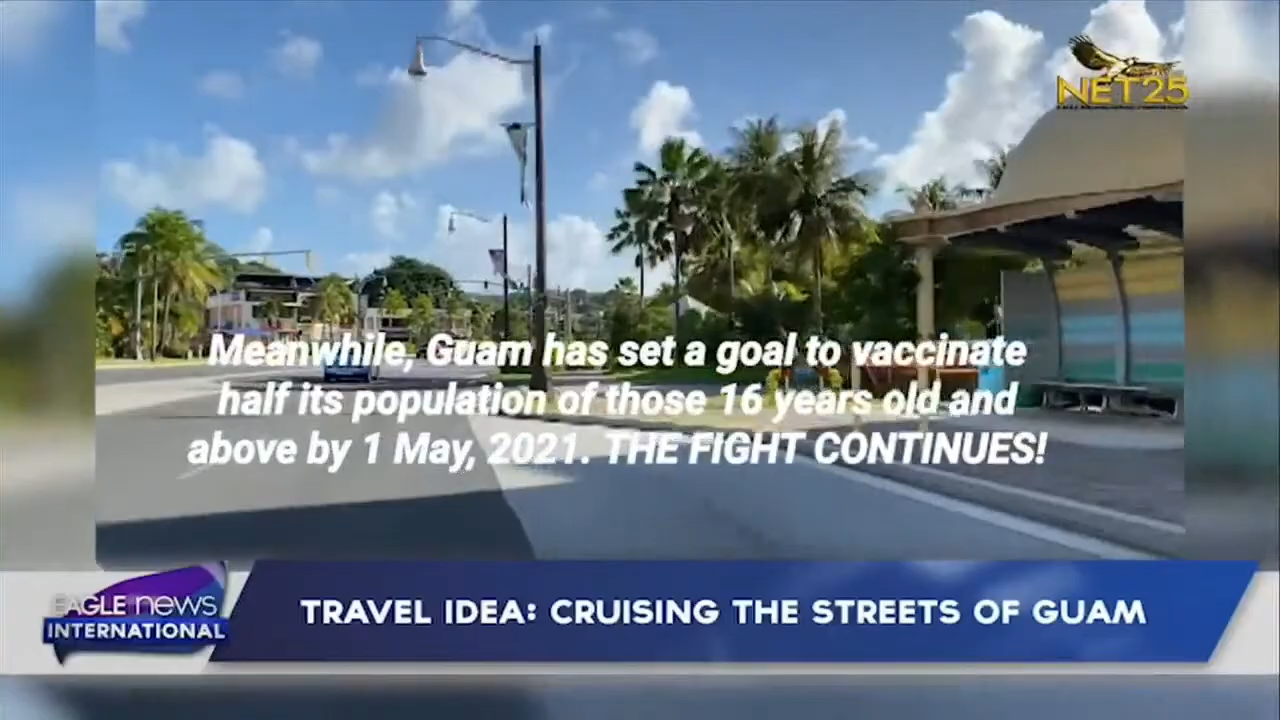 NET25
Meanwhile, Guam has set a goal to vaccinate
half its population of those 16 years old and
above by 1 May, 2021. THE FIGHT CONTINUES!
EAGLE news
INTERNATIONAL
TRAVEL IDEA: CRUISING THE STREETS OF GUAM